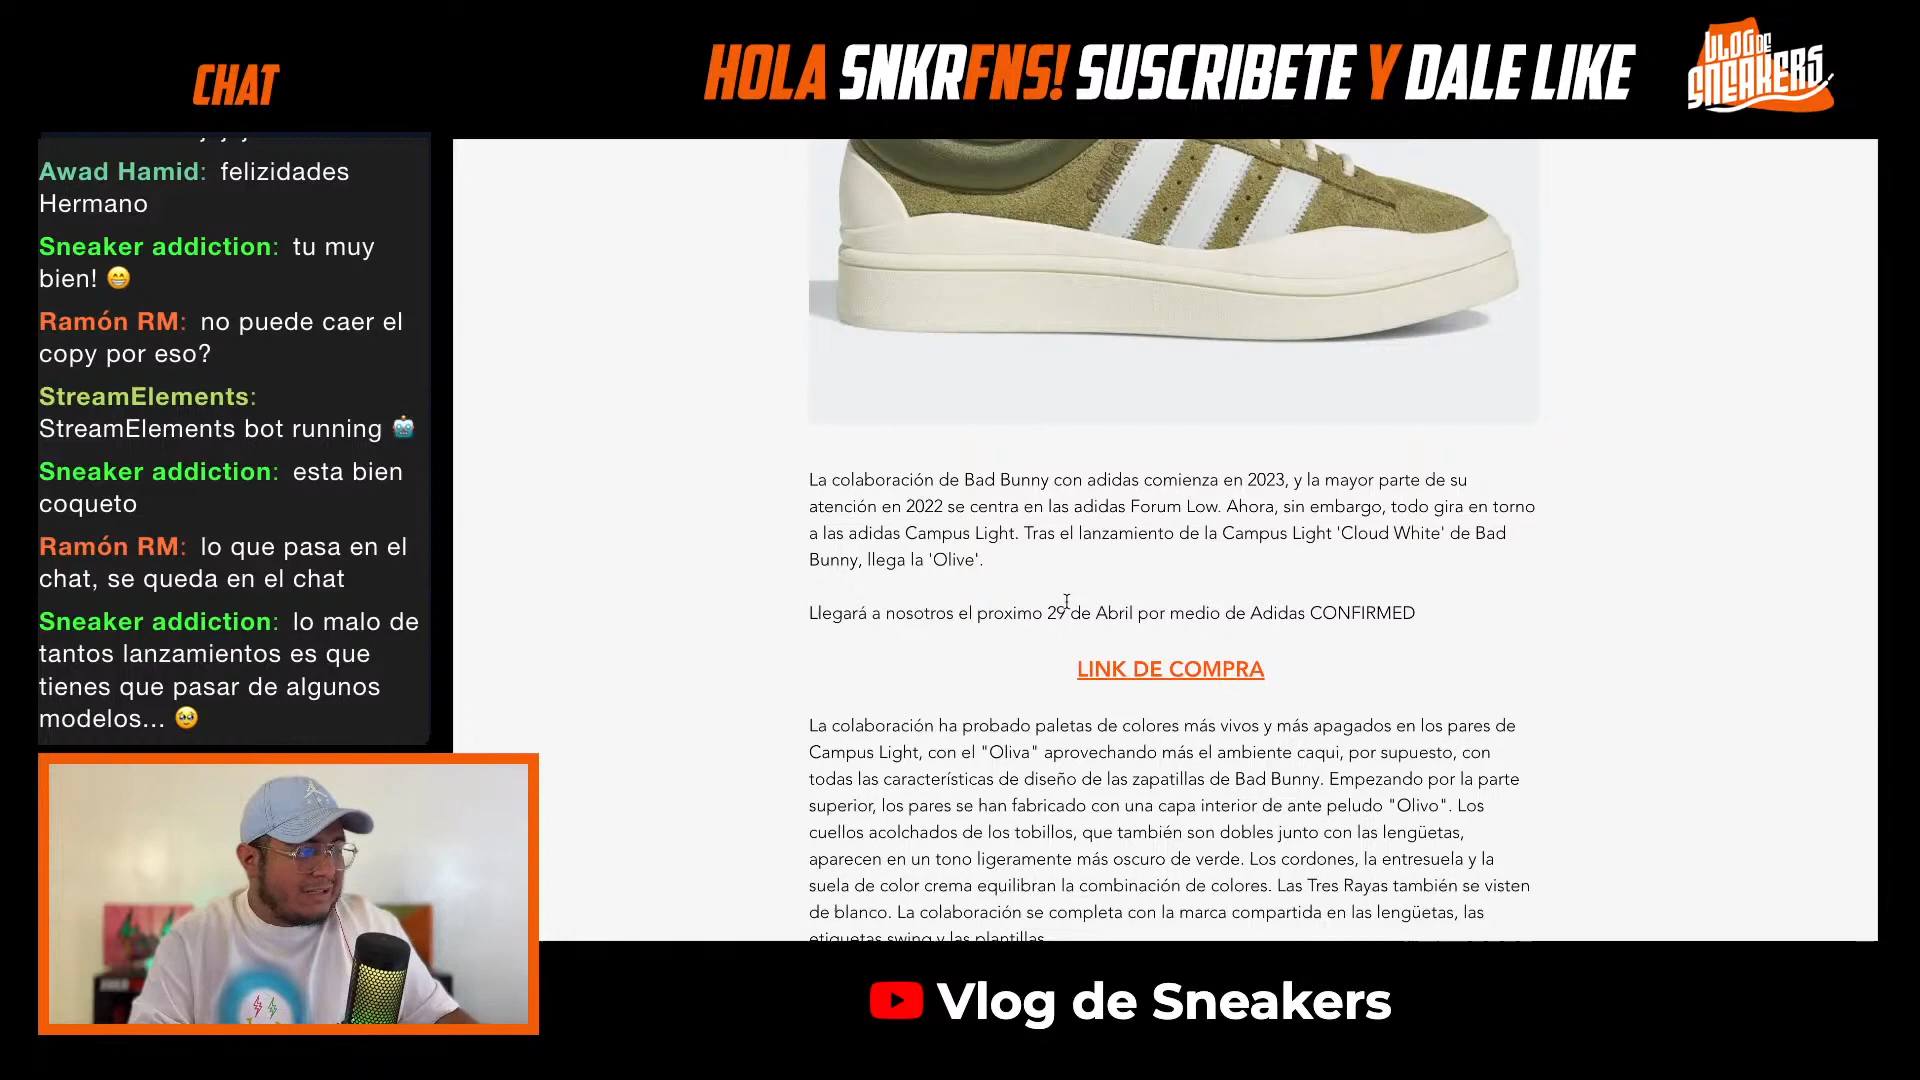 CHAT
HOLA SNKRFNS! SUSCRIBETE Y DALE LIKE
VLOG DE
SNEAKERS
Awad Hamid: felizidades
Hermano
Sneaker addiction: tu muy
bien! 😁
Ramón RM: no puede caer el
copy por eso?
StreamElements:
StreamElements bot running 🤖
Sneaker addiction: esta bien
coqueto
Ramón RM: lo que pasa en el
chat, se queda en el chat
Sneaker addiction: lo malo de
tantos lanzamientos es que
tienes que pasar de algunos
modelos... 🥹
La colaboración de Bad Bunny con adidas comienza en 2023, y la mayor parte de su
atención en 2022 se centra en las adidas Forum Low. Ahora, sin embargo, todo gira en torno
a las adidas Campus Light. Tras el lanzamiento de la Campus Light 'Cloud White' de Bad
Bunny, llega la 'Olive'.
Llegará a nosotros el proximo 29 de Abril por medio de Adidas CONFIRMED
LINK DE COMPRA
La colaboración ha probado paletas de colores más vivos y más apagados en los pares de
Campus Light, con el "Oliva" aprovechando más el ambiente caqui, por supuesto, con
todas las características de diseño de las zapatillas de Bad Bunny. Empezando por la parte
superior, los pares se han fabricado con una capa interior de ante peludo "Olivo". Los
cuellos acolchados de los tobillos, que también son dobles junto con las lengüetas,
aparecen en un tono ligeramente más oscuro de verde. Los cordones, la entresuela y la
suela de color crema equilibran la combinación de colores. Las Tres Rayas también se visten
de blanco. La colaboración se completa con la marca compartida en las lengüetas, las
etiquetas swing y las plantillas.
Vlog de Sneakers